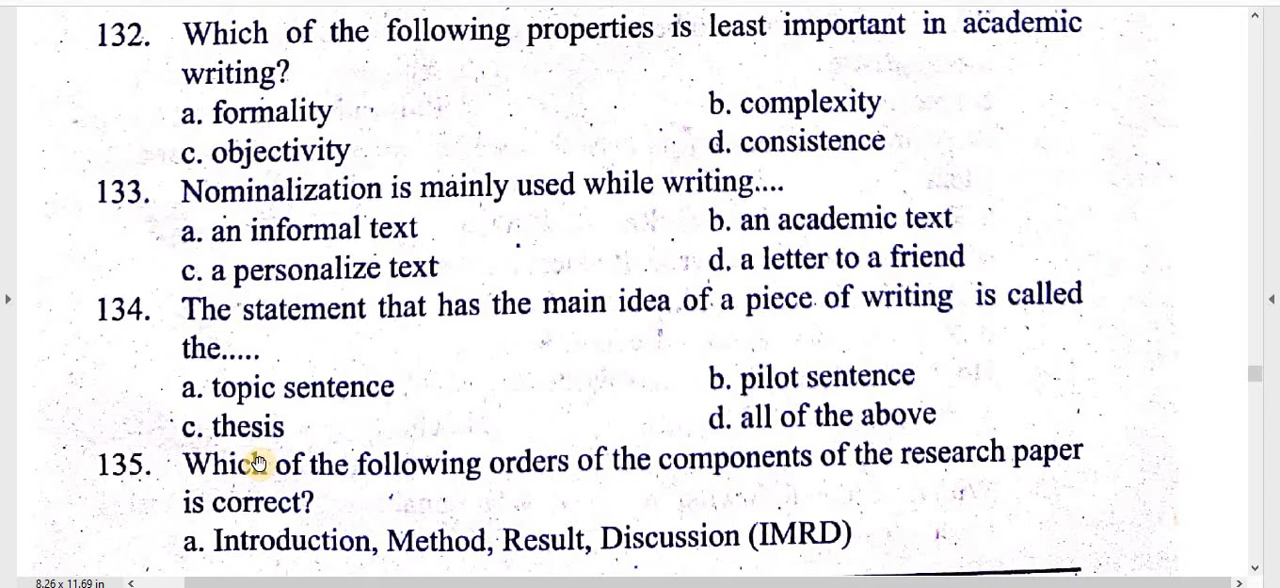 132. Which of the following properties is least important in academic
writing?
a. formality b. complexity
c. objectivity d. consistence
133. Nominalization is mainly used while writing....
a. an informal text b. an academic text
c. a personalize text d. a letter to a friend
134. The statement that has the main idea of a piece of writing is called
the.....
a. topic sentence b. pilot sentence
c. thesis d. all of the above
135. Which of the following orders of the components of the research paper
is correct?
a. Introduction, Method, Result, Discussion (IMRD)
8.26 x 11.69 in